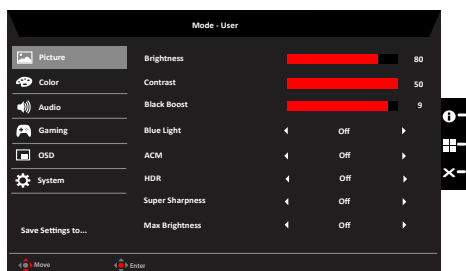 Mode - User
Picture
Brightness 80
Color
Contrast 50
Audio
Black Boost 9
Gaming
Blue Light Off
OSD
ACM Off
System
HDR Off
Super Sharpness Off
Save Settings to...
Max Brightness Off
Move Enter